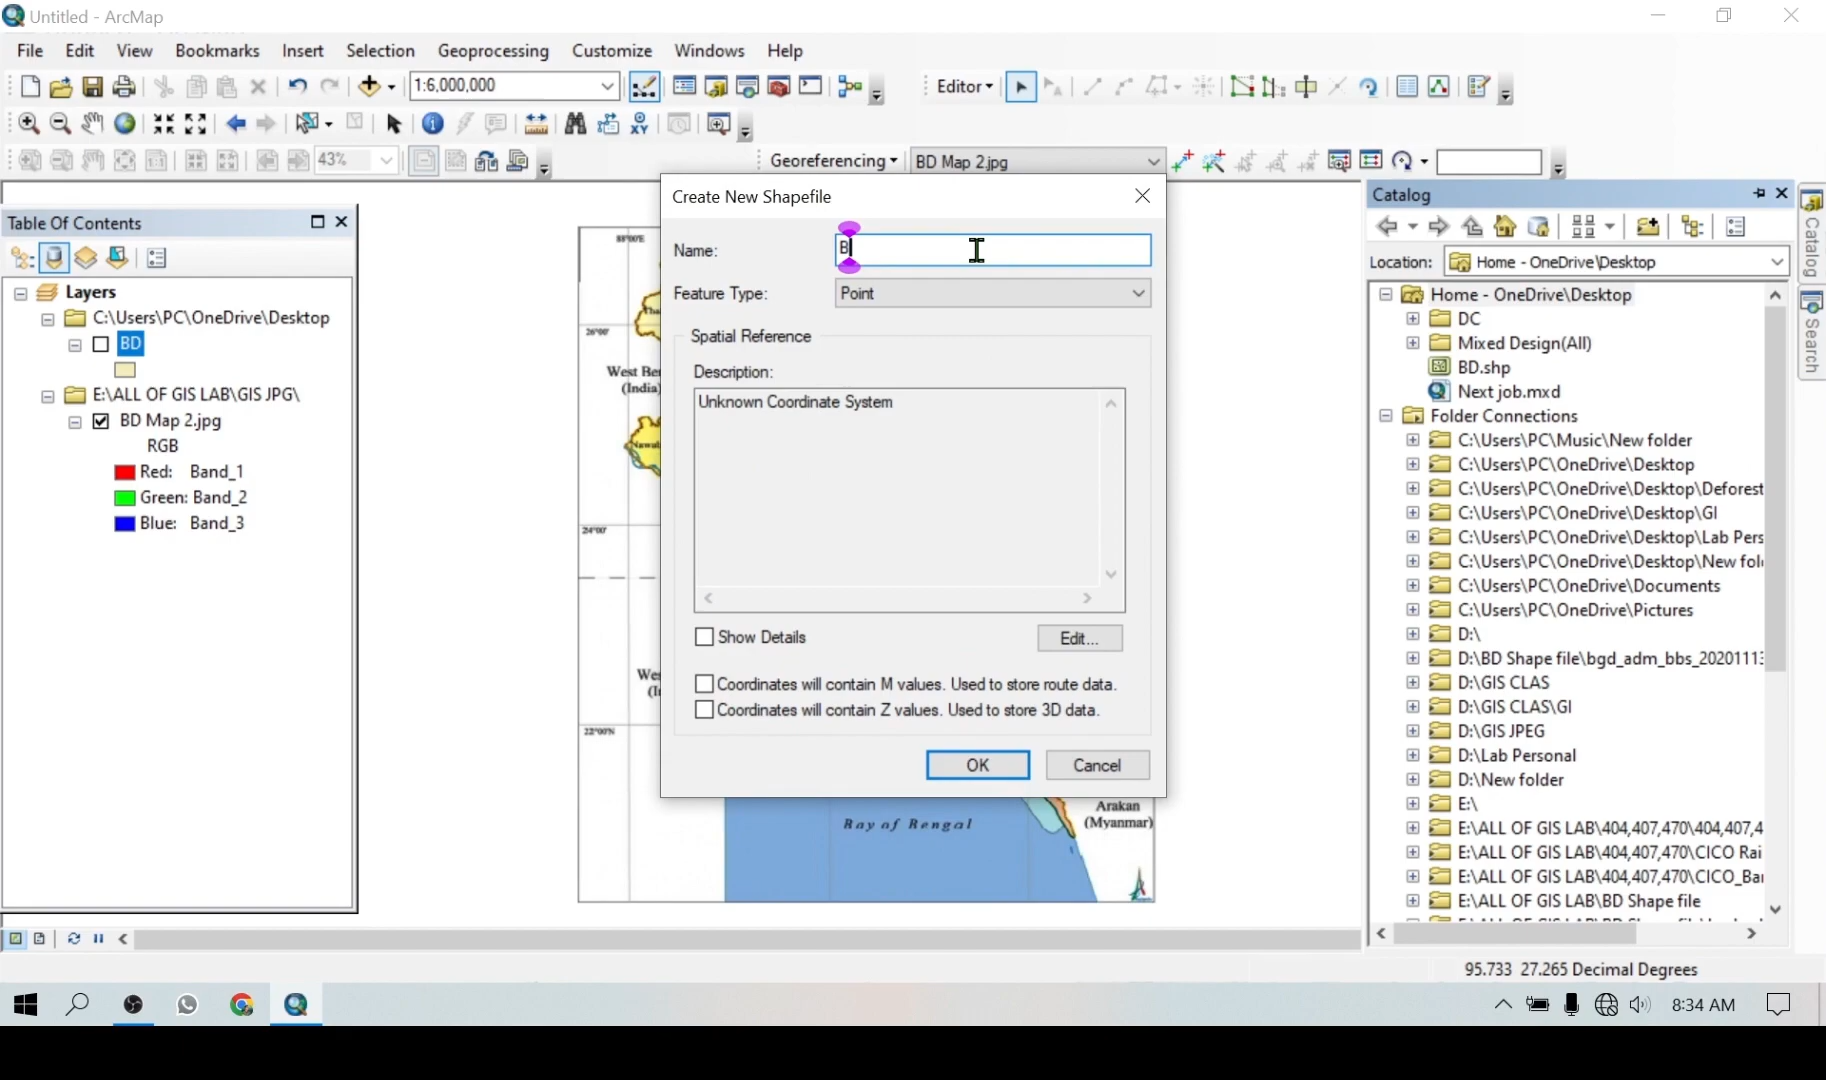 Untitled - ArcMap
File Edit View Bookmarks Insert Selection Geoprocessing Customize Windows Help
1:6,000,000
Editor
43%
Georeferencing
BD Map 2.jpg
Table Of Contents
Layers
C:\Users\PC\OneDrive\Desktop
BD
E:\ALL OF GIS LAB\GIS JPG\
BD Map 2.jpg
RGB
Red: Band_1
Green: Band_2
Blue: Band_3
88°00'E
26°00'
West Be
(India)
24°00'
We
(I
22°00'N
Bay of Bengal
Arakan
(Myanmar)
Create New Shapefile
Name:
B
Feature Type:
Point
Spatial Reference
Description:
Unknown Coordinate System
Show Details
Edit...
Coordinates will contain M values. Used to store route data.
Coordinates will contain Z values. Used to store 3D data.
OK
Cancel
Catalog
Location:
Home - OneDrive\Desktop
Home - OneDrive\Desktop
DC
Mixed Design(All)
BD.shp
Next job.mxd
Folder Connections
C:\Users\PC\Music\New folder
C:\Users\PC\OneDrive\Desktop
C:\Users\PC\OneDrive\Desktop\Deforest
C:\Users\PC\OneDrive\Desktop\GI
C:\Users\PC\OneDrive\Desktop\Lab Pers
C:\Users\PC\OneDrive\Desktop\New fol
C:\Users\PC\OneDrive\Documents
C:\Users\PC\OneDrive\Pictures
D:\
D:\BD Shape file\bgd_adm_bbs_2020111
D:\GIS CLAS
D:\GIS CLAS\GI
D:\GIS JPEG
D:\Lab Personal
D:\New folder
E:\
E:\ALL OF GIS LAB\404,407,470\404,407,4
E:\ALL OF GIS LAB\404,407,470\CICO Rai
E:\ALL OF GIS LAB\404,407,470\CICO_Ba
E:\ALL OF GIS LAB\BD Shape file
Catalog
Search
95.733 27.265 Decimal Degrees
8:34 AM